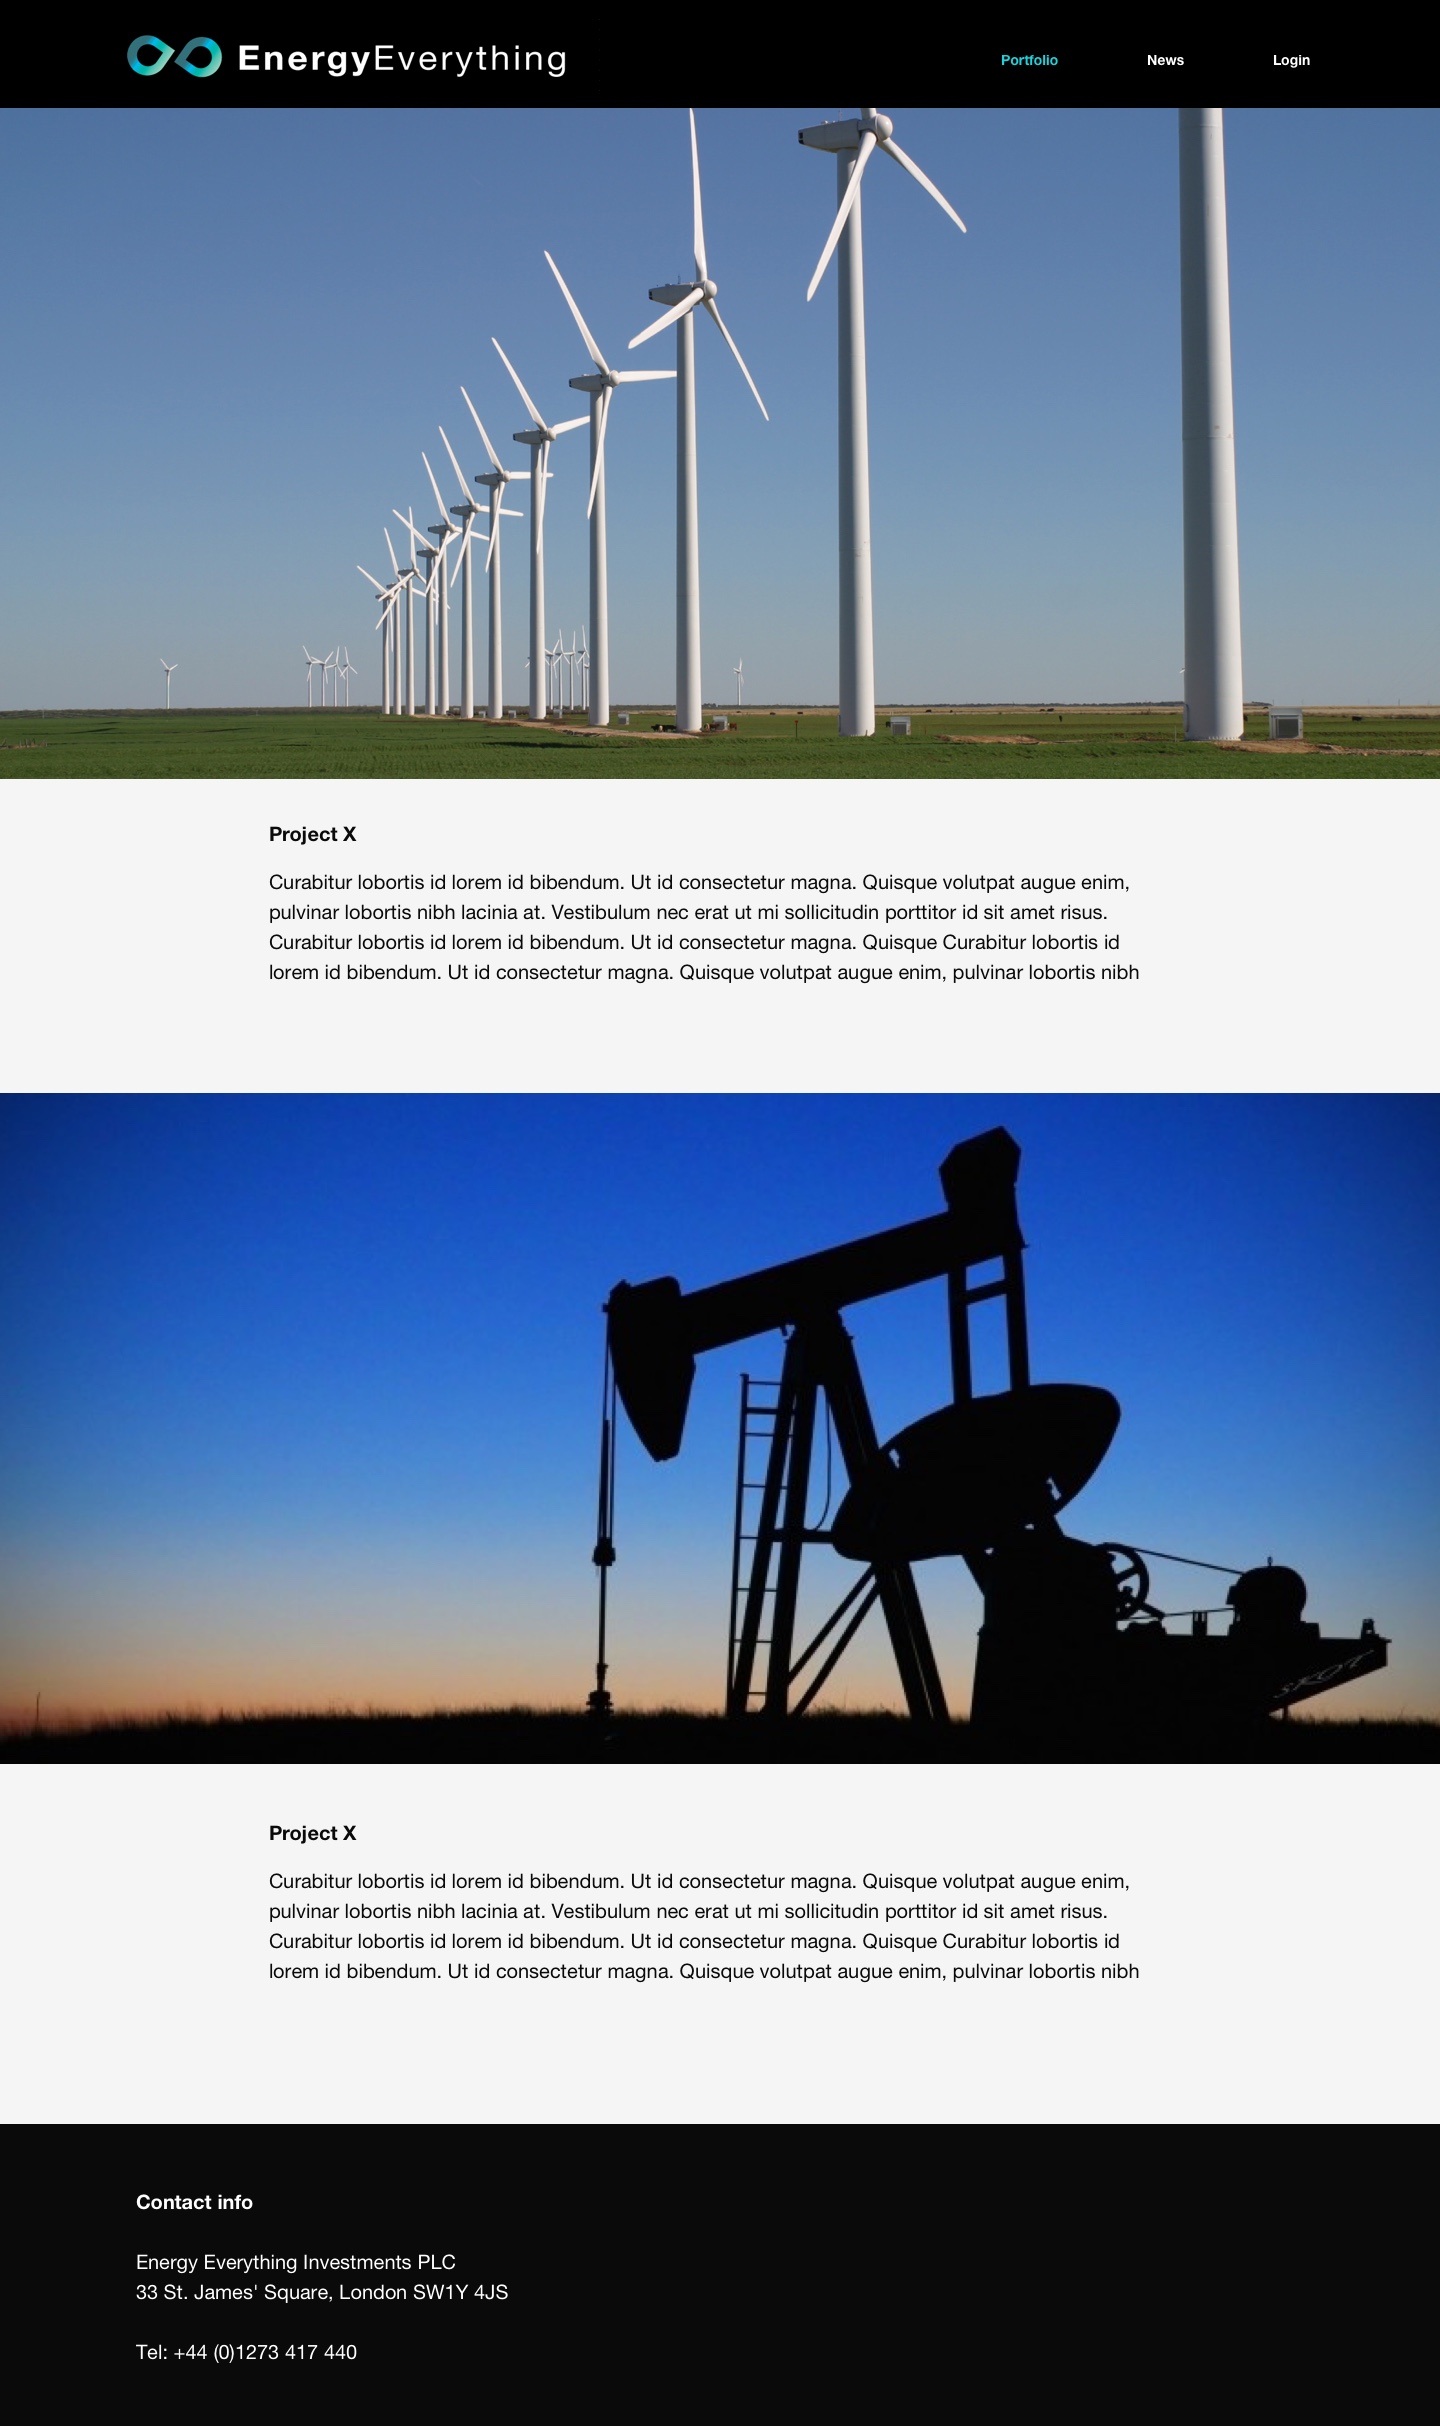 EnergyEverything
Portfolio
News
Login
Project X
Curabitur lobortis id lorem id bibendum. Ut id consectetur magna. Quisque volutpat augue enim,
pulvinar lobortis nibh lacinia at. Vestibulum nec erat ut mi sollicitudin porttitor id sit amet risus.
Curabitur lobortis id lorem id bibendum. Ut id consectetur magna. Quisque Curabitur lobortis id
lorem id bibendum. Ut id consectetur magna. Quisque volutpat augue enim, pulvinar lobortis nibh
Project X
Curabitur lobortis id lorem id bibendum. Ut id consectetur magna. Quisque volutpat augue enim,
pulvinar lobortis nibh lacinia at. Vestibulum nec erat ut mi sollicitudin porttitor id sit amet risus.
Curabitur lobortis id lorem id bibendum. Ut id consectetur magna. Quisque Curabitur lobortis id
lorem id bibendum. Ut id consectetur magna. Quisque volutpat augue enim, pulvinar lobortis nibh
Contact info
Energy Everything Investments PLC
33 St. James' Square, London SW1Y 4JS
Tel: +44 (0)1273 417 440